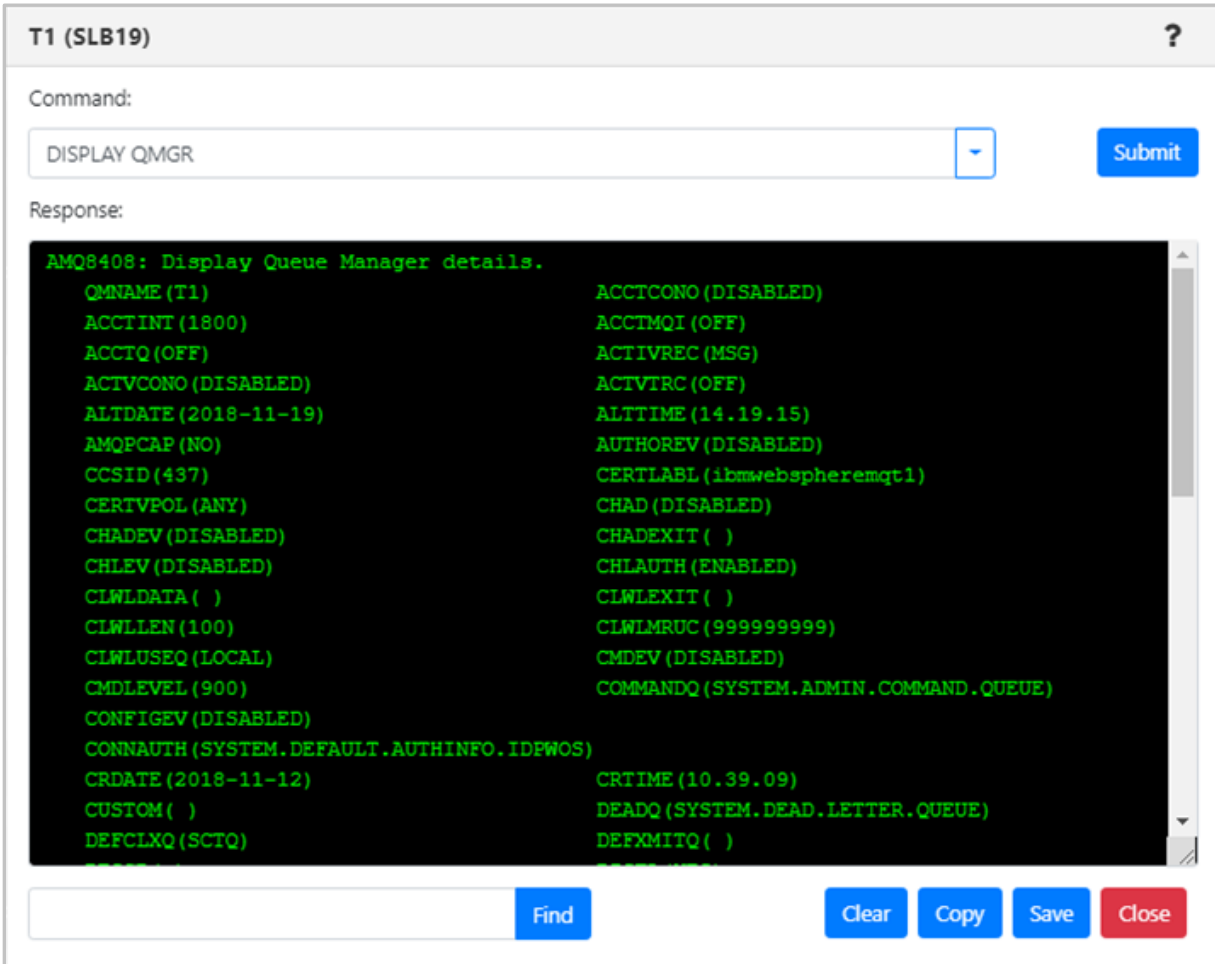 T1 (SLB19) ?
Command:
DISPLAY QMGR Submit
Response:
AMQ8408: Display Queue Manager details.
QMNAME(T1) ACCTCONO(DISABLED)
ACCTINT(1800) ACCTMQI(OFF)
ACCTQ(OFF) ACTIVREC(MSG)
ACTVCONO(DISABLED) ACTVTRC(OFF)
ALTDATE(2018-11-19) ALTTIME(14.19.15)
AMQPCAP(NO) AUTHOREV(DISABLED)
CCSID(437) CERTLABL(ibmwebspheremqt1)
CERTVPOL(ANY) CHAD(DISABLED)
CHADEV(DISABLED) CHADEXIT( )
CHLEV(DISABLED) CHLAUTH(ENABLED)
CLWLDATA( ) CLWLEXIT( )
CLWLLEN(100) CLWLMRUC(999999999)
CLWLUSEQ(LOCAL) CMDEV(DISABLED)
CMDLEVEL(900) COMMANDQ(SYSTEM.ADMIN.COMMAND.QUEUE)
CONFIGEV(DISABLED)
CONNAUTH(SYSTEM.DEFAULT.AUTHINFO.IDPWOS)
CRDATE(2018-11-12) CRTIME(10.39.09)
CUSTOM( ) DEADQ(SYSTEM.DEAD.LETTER.QUEUE)
DEFCLXQ(SCTQ) DEFXMITQ( )
Find Clear Copy Save Close